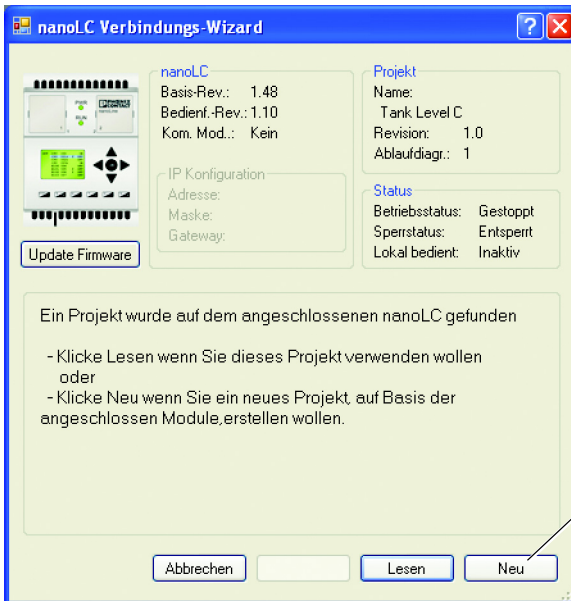 nanoLC Verbindungs-Wizard
nanoLC
Basis-Rev.: 1.48
Bedienf.-Rev.: 1.10
Kom. Mod..: Kein
IP Konfiguration
Adresse:
Maske:
Gateway:
Projekt
Name:
Tank Level C
Revision: 1.0
Ablaufdiagr.: 1
Status
Betriebsstatus: Gestoppt
Sperrstatus: Entsperrt
Lokal bedient: Inaktiv
Update Firmware
Ein Projekt wurde auf dem angeschlossenen nanoLC gefunden
-Klicke Lesen wenn Sie dieses Projekt verwenden wollen
oder
-Klicke Neu wenn Sie ein neues Projekt, auf Basis der
angeschlossen Module,erstellen wollen.
Abbrechen
Lesen
Neu